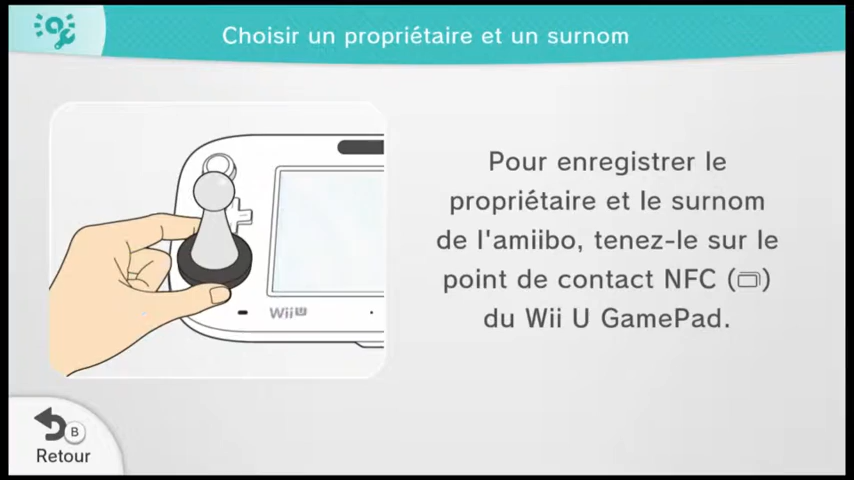 Choisir un propriétaire et un surnom
Pour enregistrer le
propriétaire et le surnom
de l'amiibo, tenez-le sur le
point de contact NFC (▭)
du Wii U GamePad.
Wii U
B
Retour